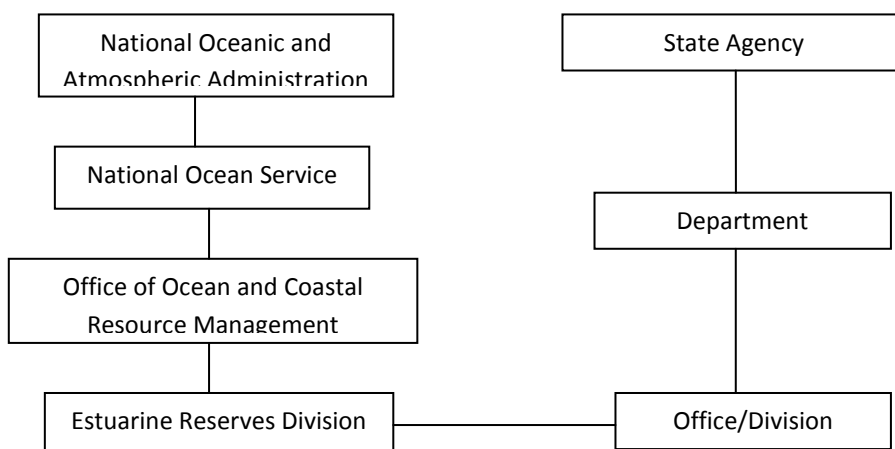 National Oceanic and
Atmospheric Administration
State Agency
National Ocean Service
Department
Office of Ocean and Coastal
Resource Management
Estuarine Reserves Division
Office/Division